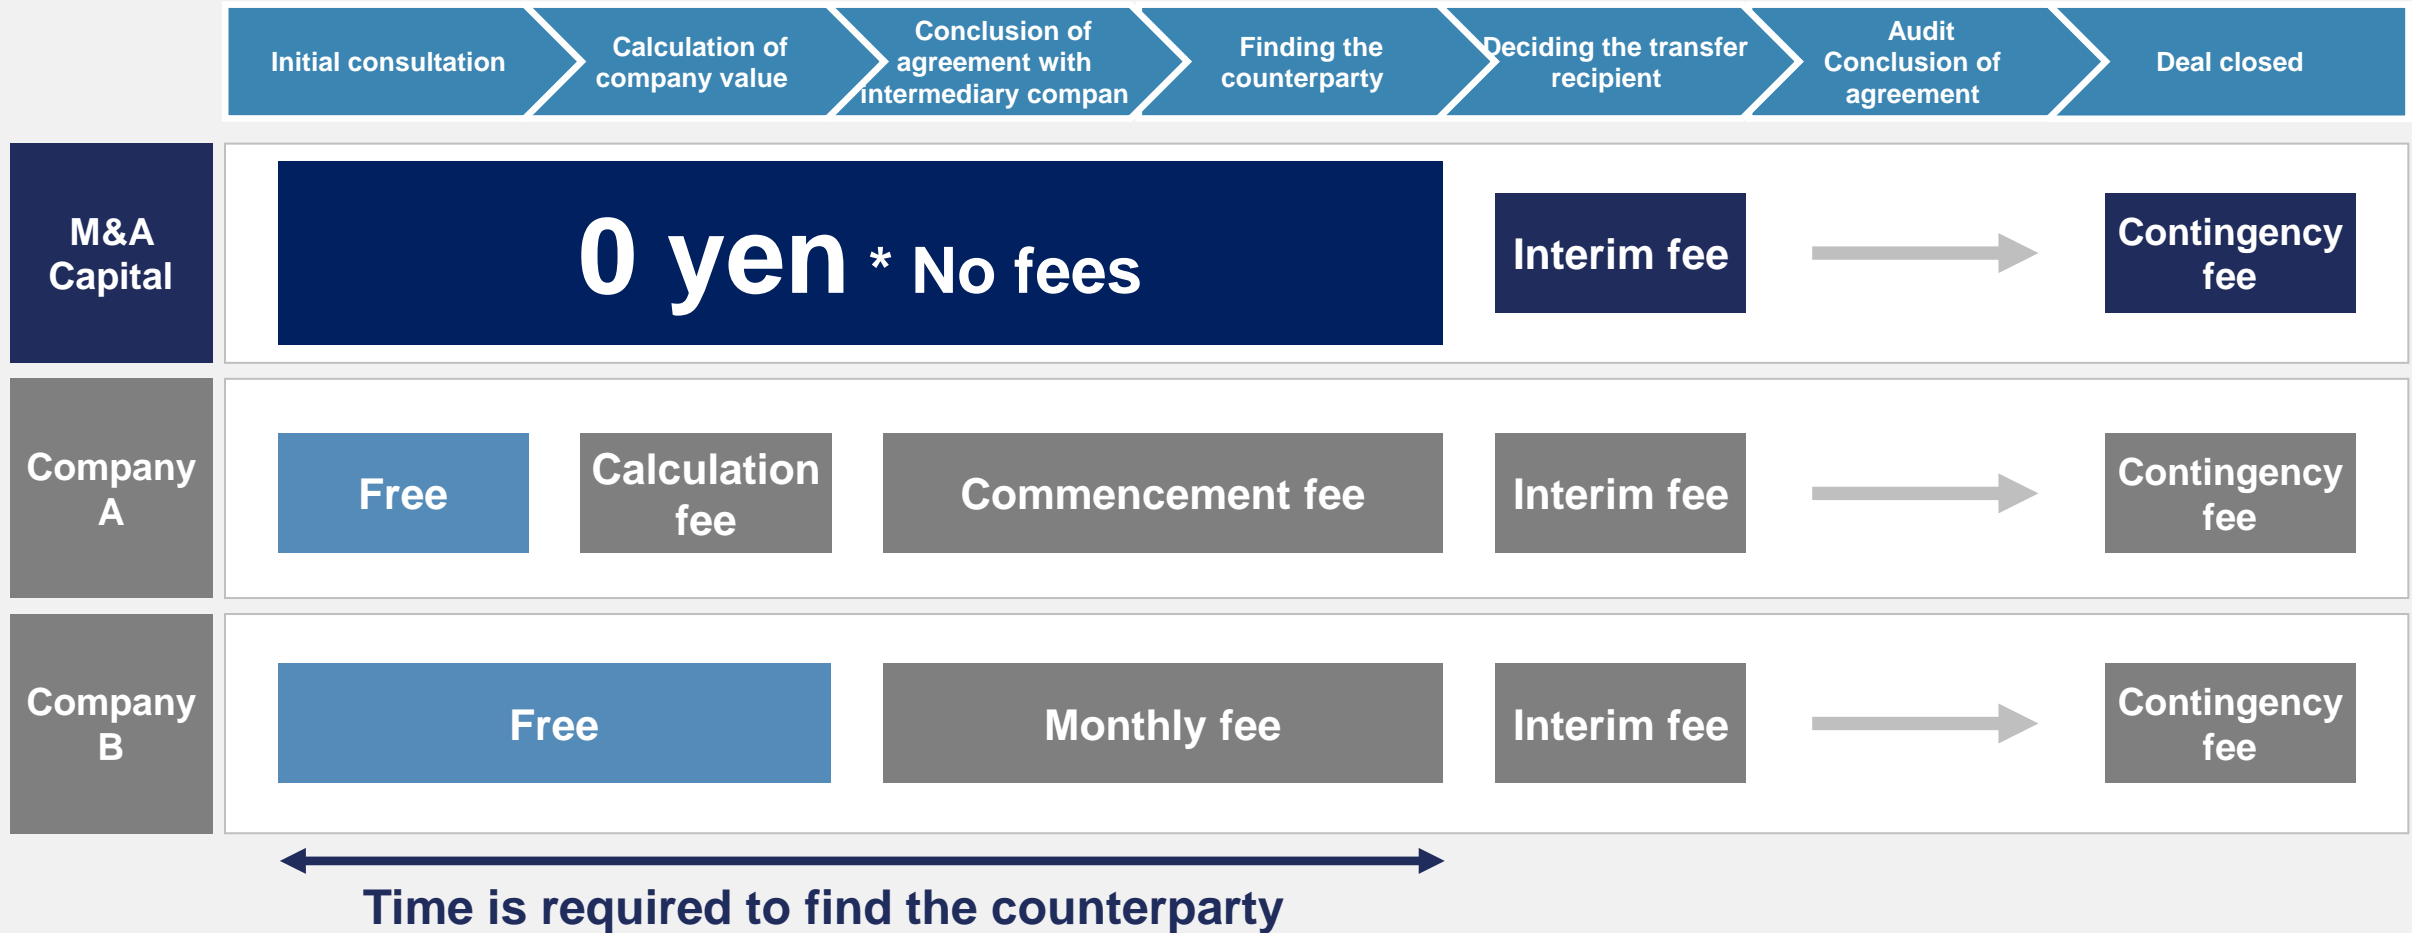 Initial consultation
Calculation of
company value
Conclusion of
agreement with
intermediary compan
Finding the
counterparty
Deciding the transfer
recipient
Audit
Conclusion of
agreement
Deal closed
M&A
Capital
0 yen * No fees
Interim fee
Contingency
fee
Company
A
Free
Calculation
fee
Commencement fee
Interim fee
Contingency
fee
Company
B
Free
Monthly fee
Interim fee
Contingency
fee
Time is required to find the counterparty